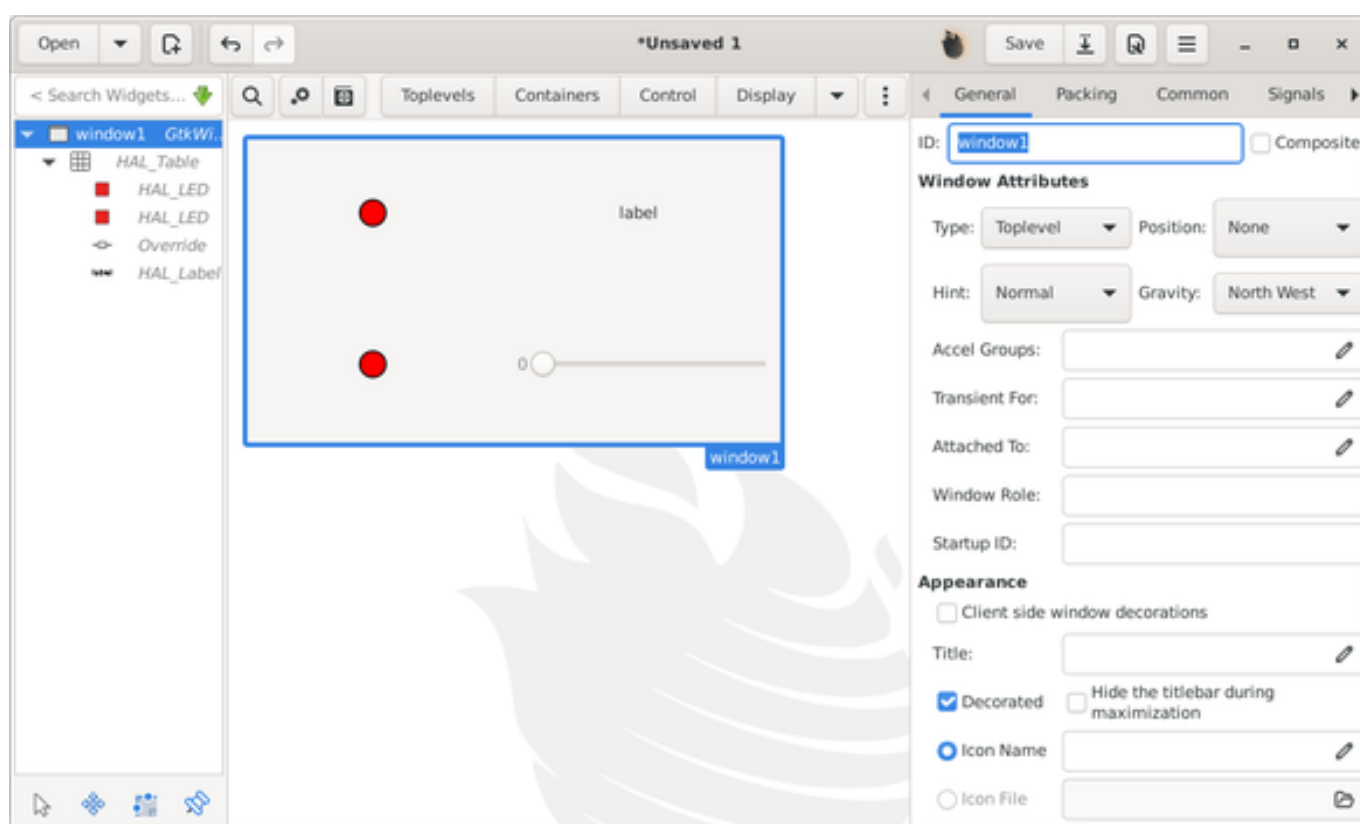 Open
*Unsaved 1
Save
< Search Widgets...
Toplevels
Containers
Control
Display
General
Packing
Common
Signals
window1 GtkWi..
HAL_Table
HAL_LED
HAL_LED
Override
HAL_Label
label
0
window1
ID: window1
Composite
Window Attributes
Type: Toplevel
Position: None
Hint: Normal
Gravity: North West
Accel Groups:
Transient For:
Attached To:
Window Role:
Startup ID:
Appearance
Client side window decorations
Title:
Decorated
Hide the titlebar during
maximization
Icon Name
Icon File